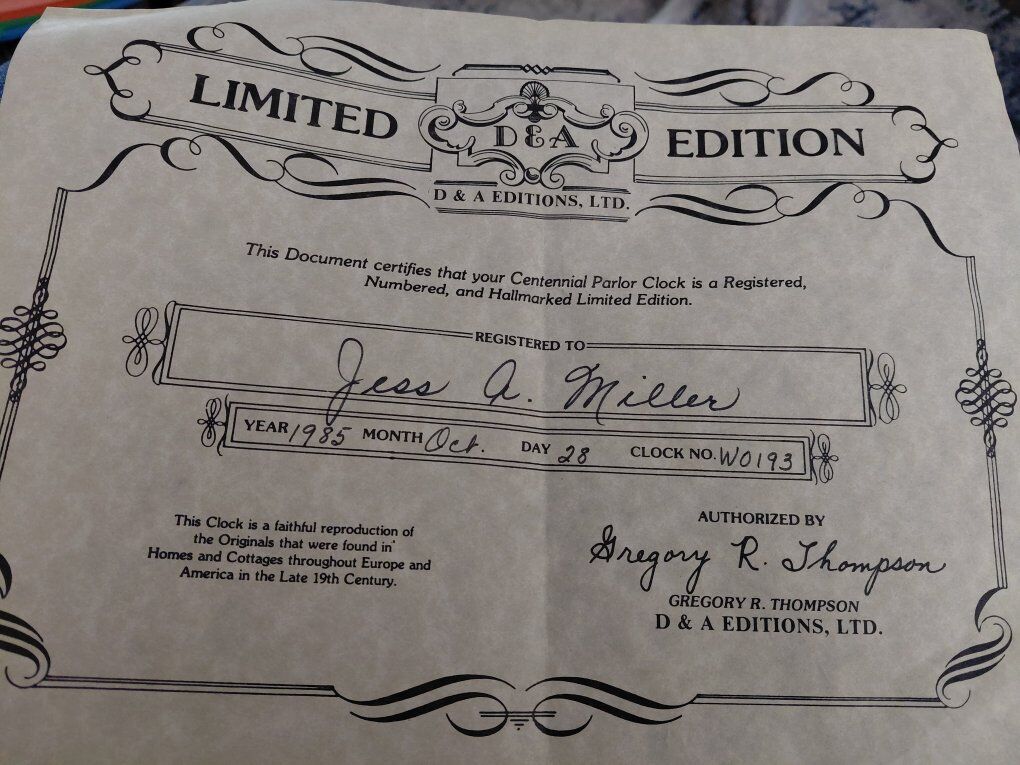 LIMITED D&A EDITION
D & A EDITIONS, LTD.
This Document certifies that your Centennial Parlor Clock is a Registered,
Numbered, and Hallmarked Limited Edition.
REGISTERED TO
Jess A. Miller
YEAR 1985 MONTH Oct. DAY 28 CLOCK NO. W0193
This Clock is a faithful reproduction of
the Originals that were found in
Homes and Cottages throughout Europe and
America in the Late 19th Century.
AUTHORIZED BY
Gregory R. Thompson
GREGORY R. THOMPSON
D & A EDITIONS, LTD.